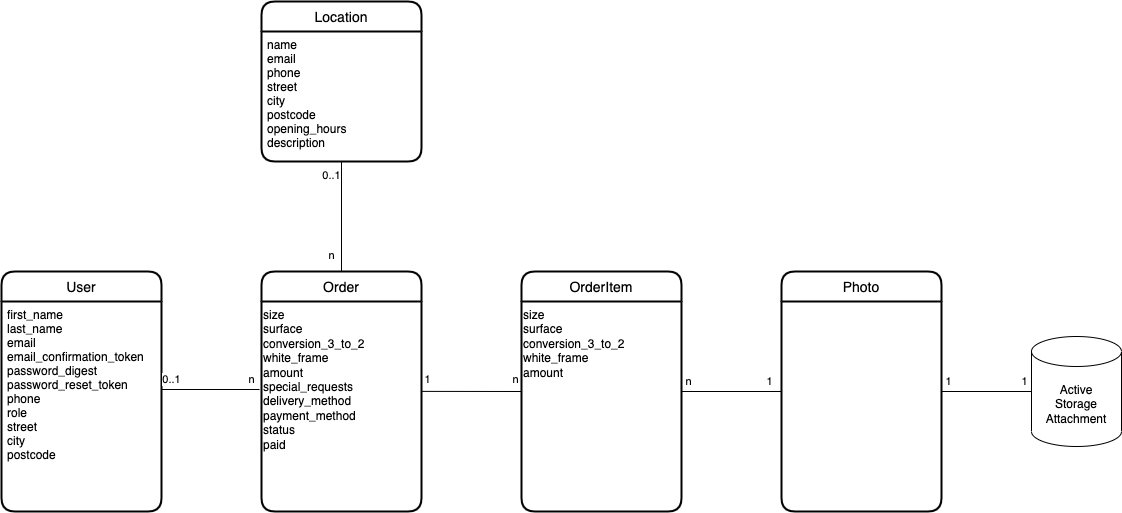 Location
name
email
phone
street
city
postcode
opening_hours
description
0..1
n
User
first_name
last_name
email
email_confirmation_token
password_digest
password_reset_token
phone
role
street
city
postcode
0..1
n
Order
size
surface
conversion_3_to_2
white_frame
amount
special_requests
delivery_method
payment_method
status
paid
1
n
OrderItem
size
surface
conversion_3_to_2
white_frame
amount
n
1
Photo
1
1
Active
Storage
Attachment